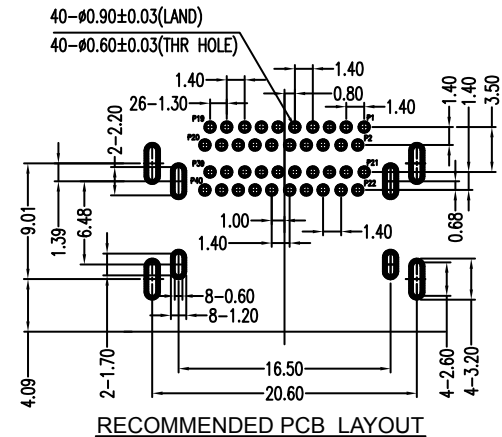 40-ø0.90±0.03(LAND)
40-ø0.60±0.03(THR HOLE)
1.40
1.40
0.80
26-1.30
1.40
1.40
1.40
3.50
P19
P1
P20
P2
2-2.20
P39
P21
P40
P22
9.01
1.39
6.48
1.00
1.40
1.40
0.68
8-0.60
8-1.20
4.09
2-1.70
16.50
20.60
4-2.60
4-3.20
RECOMMENDED PCB LAYOUT